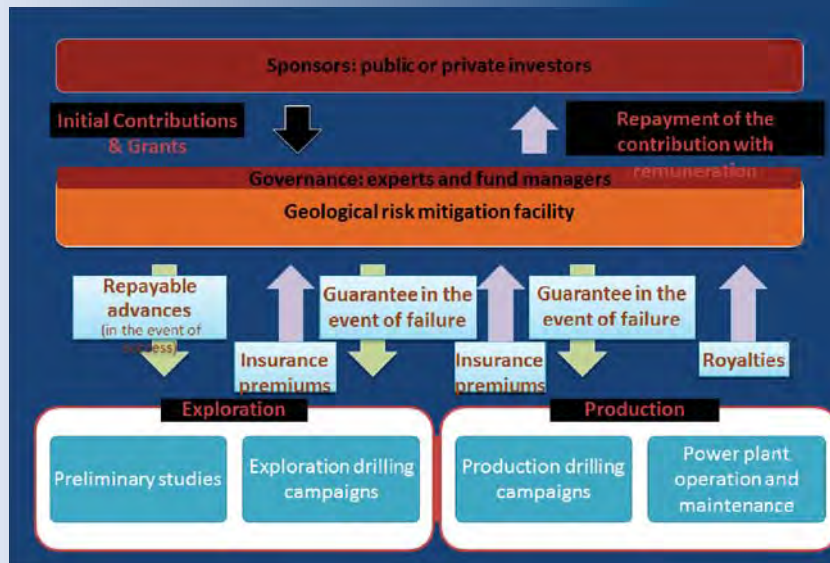 Sponsors: public or private investors
Initial Contributions
& Grants
Repayment of the
contribution with
remuneration
Governance: experts and fund managers
Geological risk mitigation facility
Repayable
advances
(in the event of
success)
Insurance
premiums
Guarantee in the
event of failure
Insurance
premiums
Guarantee in the
event of failure
Royalties
Exploration
Production
Preliminary studies
Exploration drilling
campaigns
Production drilling
campaigns
Power plant
operation and
maintenance